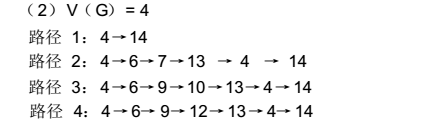 （2）V（G）= 4
路径 1：4→14
路径 2：4→6→7→13 → 4 → 14
路径 3：4→6→9→10→13→4→14
路径 4：4→6→ 9→12→13→4→14